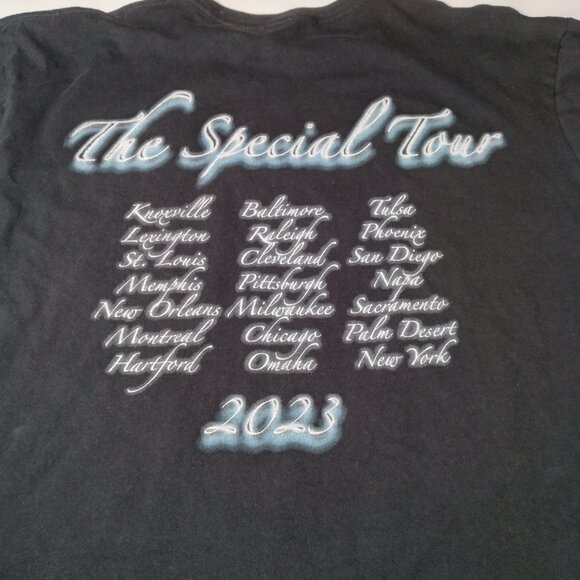 The Special Tour
Knoxville Baltimore Tulsa
Lexington Raleigh Phoenix
St. Louis Cleveland San Diego
Memphis Pittsburgh Napa
New Orleans Milwaukee Sacramento
Montreal Chicago Palm Desert
Hartford Omaha New York
2023